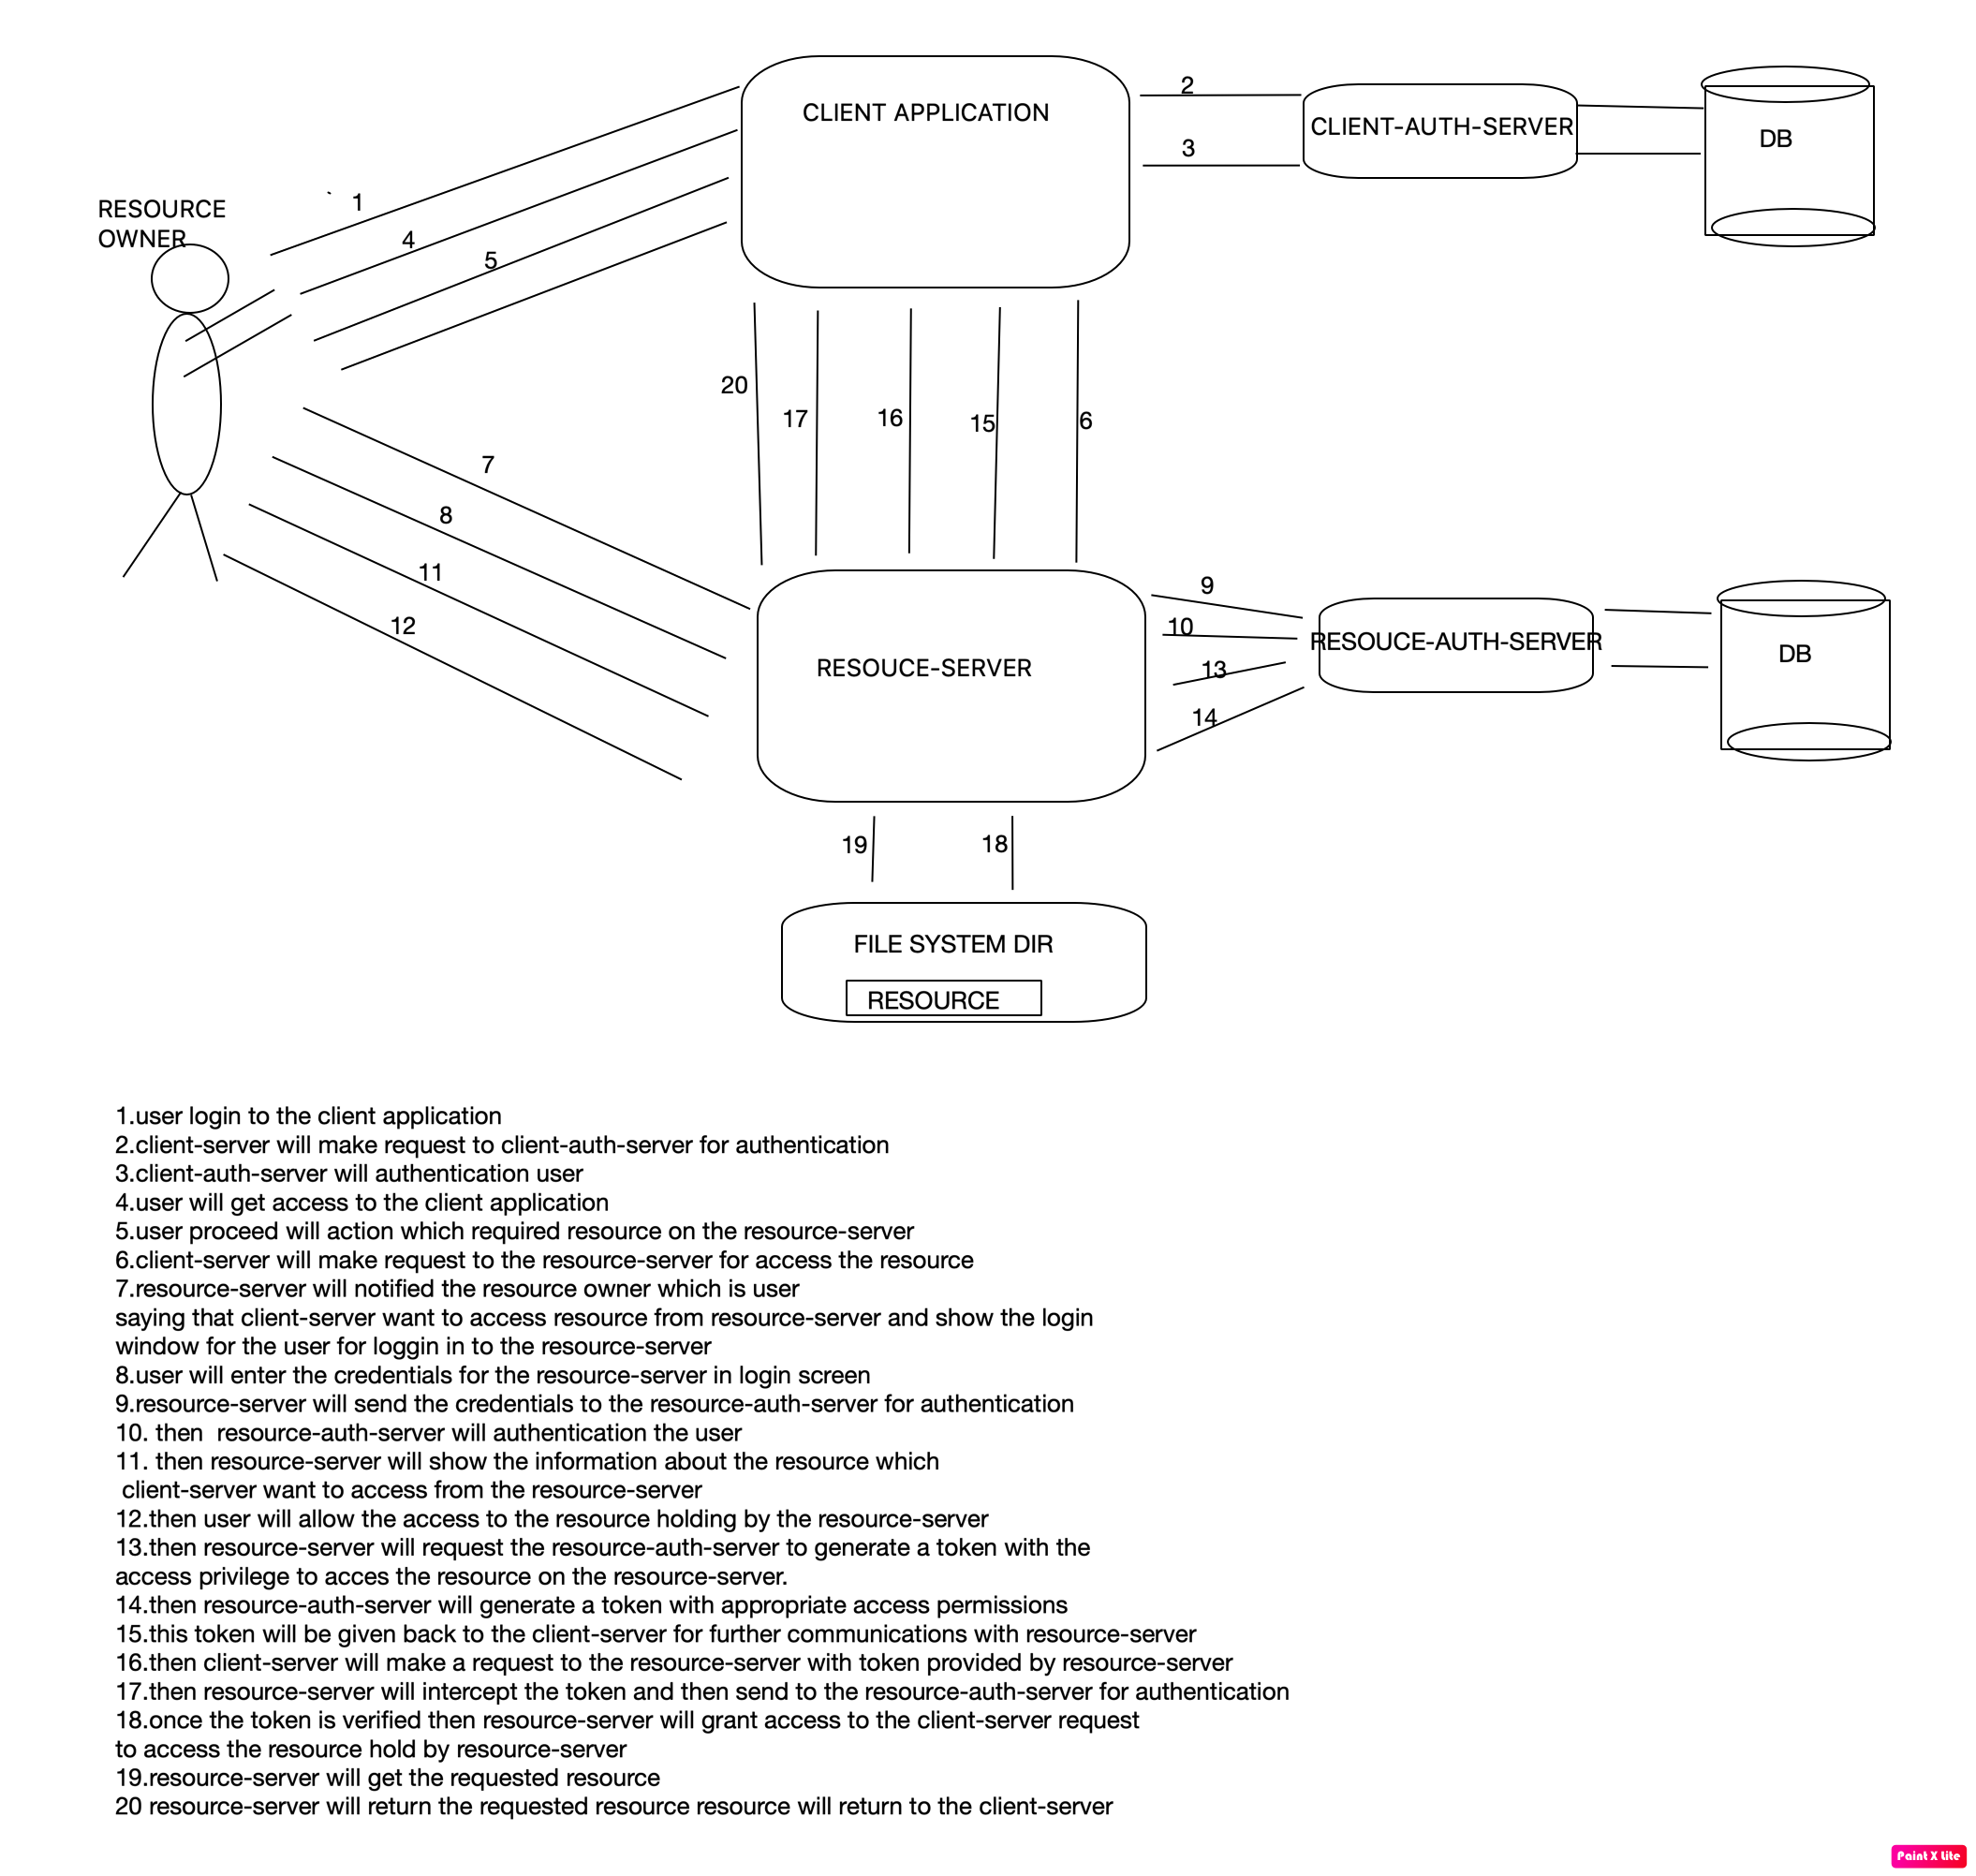 CLIENT APPLICATION
2
3
CLIENT-AUTH-SERVER
DB
RESOURCE
OWNER
`
1
4
5
20
17
16
15
6
7
8
11
12
RESOUCE-SERVER
9
10
13
14
RESOUCE-AUTH-SERVER
DB
19
18
FILE SYSTEM DIR
RESOURCE
1.user login to the client application
2.client-server will make request to client-auth-server for authentication
3.client-auth-server will authentication user
4.user will get access to the client application
5.user proceed will action which required resource on the resource-server
6.client-server will make request to the resource-server for access the resource
7.resource-server will notified the resource owner which is user
saying that client-server want to access resource from resource-server and show the login
window for the user for loggin in to the resource-server
8.user will enter the credentials for the resource-server in login screen
9.resource-server will send the credentials to the resource-auth-server for authentication
10. then  resource-auth-server will authentication the user
11. then resource-server will show the information about the resource which
client-server want to access from the resource-server
12.then user will allow the access to the resource holding by the resource-server
13.then resource-server will request the resource-auth-server to generate a token with the
access privilege to acces the resource on the resource-server.
14.then resource-auth-server will generate a token with appropriate access permissions
15.this token will be given back to the client-server for further communications with resource-server
16.then client-server will make a request to the resource-server with token provided by resource-server
17.then resource-server will intercept the token and then send to the resource-auth-server for authentication
18.once the token is verified then resource-server will grant access to the client-server request
to access the resource hold by resource-server
19.resource-server will get the requested resource
20 resource-server will return the requested resource resource will return to the client-server
Paint X Lite